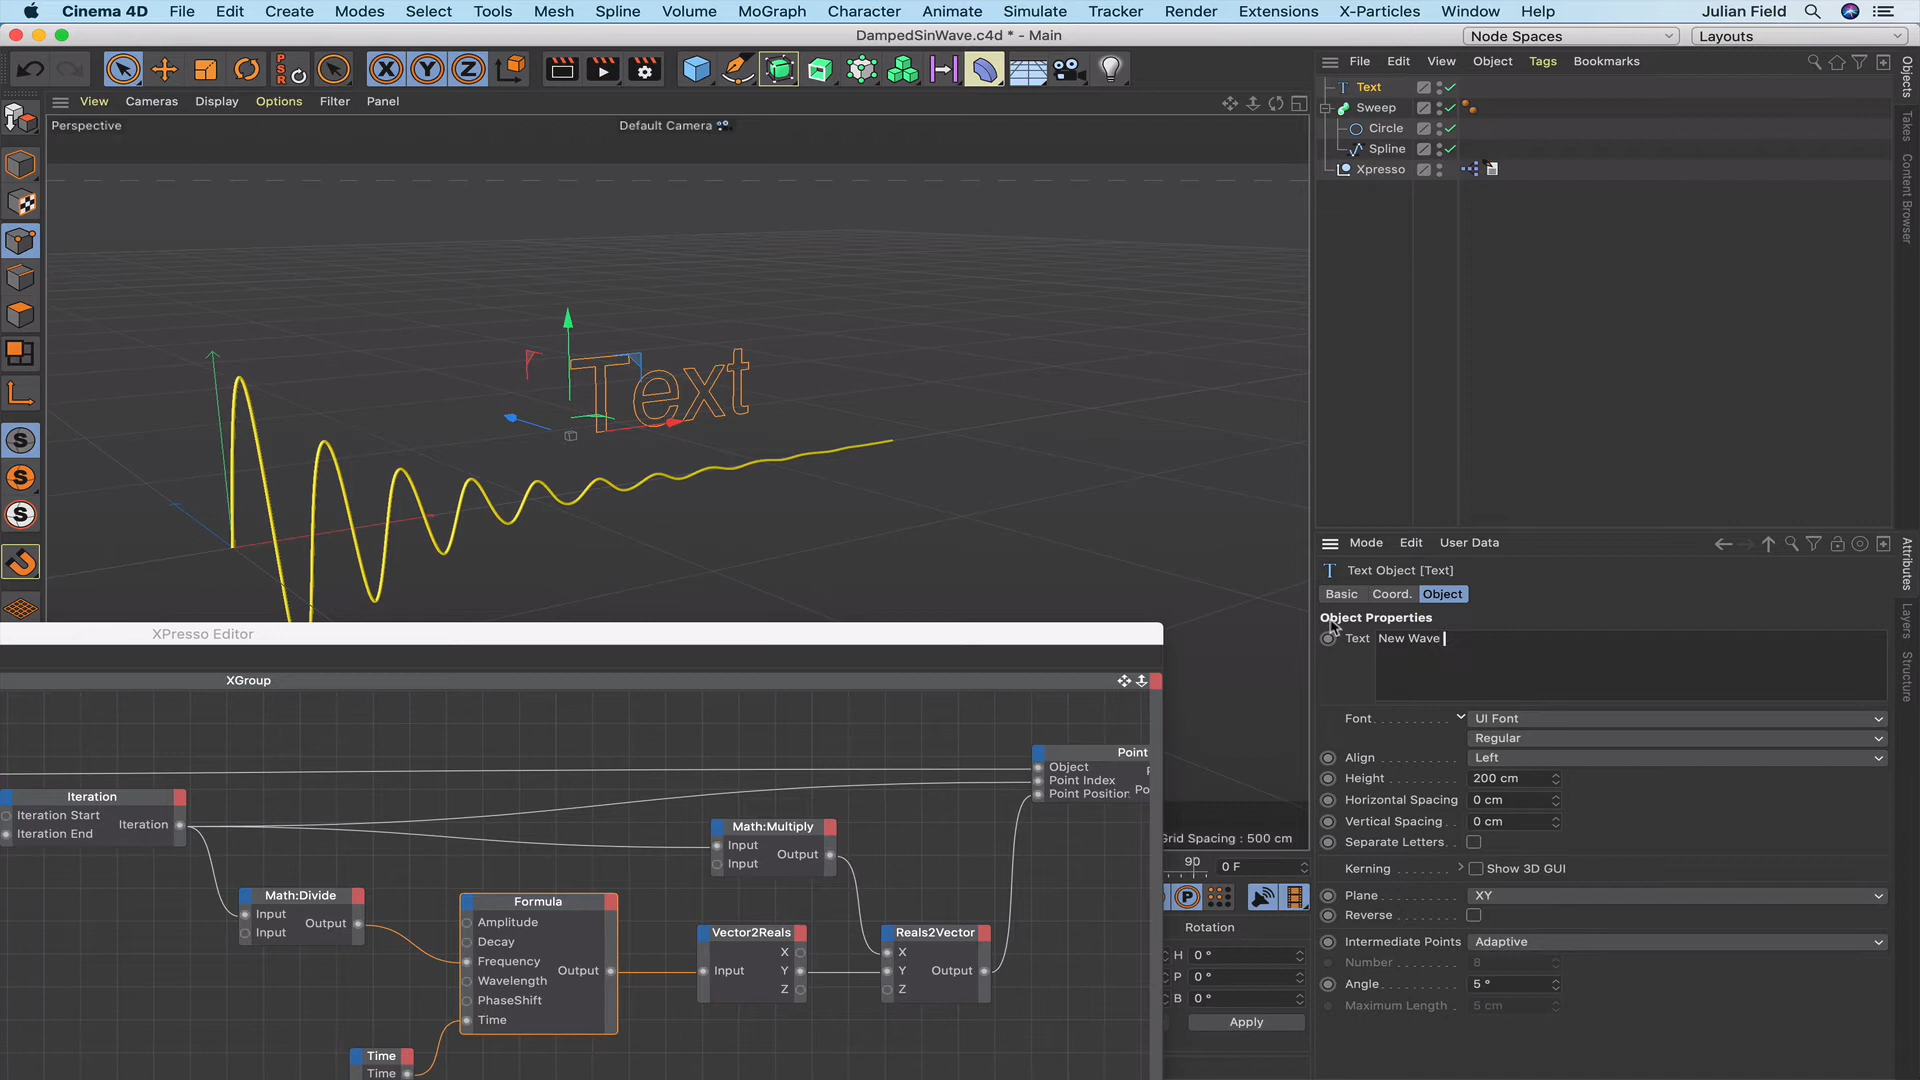 Cinema 4D File Edit Create Modes Select Tools Mesh Spline Volume MoGraph Character Animate Simulate Tracker Render Extensions X-Particles Window Help Julian Field
DampedSinWave.c4d * - Main
Node Spaces
Layouts
P
S
R
X Y Z
File Edit View Object Tags Bookmarks
View Cameras Display Options Filter Panel
Perspective
Default Camera
Text
Sweep
Circle
Spline
Xpresso
Objects
Takes
Content Browser
Text
S
S
S
Mode Edit User Data
Text Object [Text]
Basic Coord. Object
Object Properties
Text New Wave
Font UI Font
Regular
Align Left
Height 200 cm
Horizontal Spacing 0 cm
Vertical Spacing 0 cm
Separate Letters
Kerning Show 3D GUI
Plane XY
Reverse
Intermediate Points Adaptive
Number 8
Angle 5 °
Maximum Length 5 cm
Attributes
Layers
Structure
XPresso Editor
XGroup
Iteration
Iteration Start
Iteration End
Iteration
Math:Divide
Input
Input
Output
Formula
Amplitude
Decay
Frequency
Wavelength
PhaseShift
Time
Output
Time
Time
Math:Multiply
Input
Input
Output
Vector2Reals
Input
X
Y
Z
Reals2Vector
X
Y
Z
Output
Point
Object
Point Index
Point Position
Po
Grid Spacing : 500 cm
90
0 F
P
Rotation
H 0 °
P 0 °
B 0 °
Apply